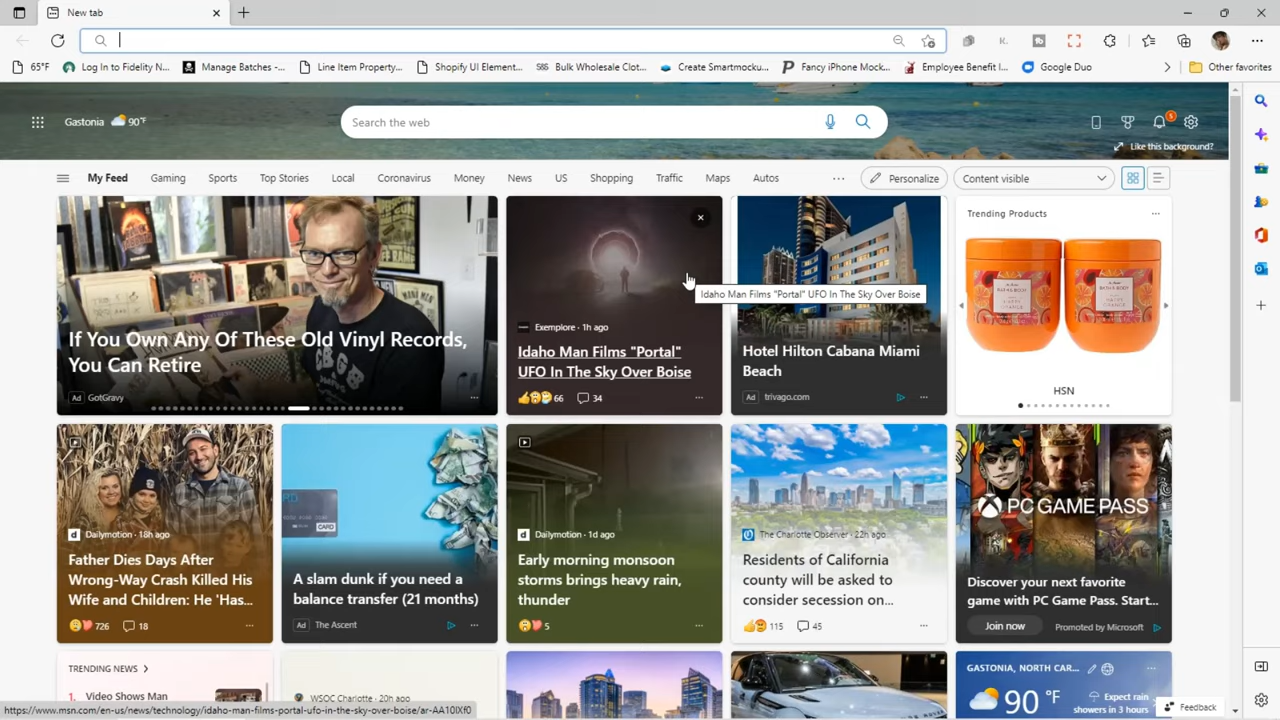 New tab
65°F
Log In to Fidelity N...
Manage Batches -...
Line Item Property...
Shopify UI Element...
Bulk Wholesale Clot...
Create Smartmocku...
Fancy iPhone Mock...
Employee Benefit I...
Google Duo
Other favorites
Gastonia
90°F
Search the web
5
Like this background?
My Feed
Gaming
Sports
Top Stories
Local
Coronavirus
Money
News
US
Shopping
Traffic
Maps
Autos
Personalize
Content visible
If You Own Any Of These Old Vinyl Records,
You Can Retire
Ad GotGravy
Exemplore · 1h ago
Idaho Man Films "Portal"
UFO In The Sky Over Boise
66
34
Idaho Man Films "Portal" UFO In The Sky Over Boise
Hotel Hilton Cabana Miami
Beach
Ad trivago.com
Trending Products
HSN
Dailymotion · 18h ago
Father Dies Days After
Wrong-Way Crash Killed His
Wife and Children: He 'Has...
726
18
CARD
A slam dunk if you need a
balance transfer (21 months)
Ad The Ascent
Dailymotion · 1d ago
Early morning monsoon
storms brings heavy rain,
thunder
5
The Charlotte Observer · 22h ago
Residents of California
county will be asked to
consider secession on...
115
45
PC GAME PASS
Discover your next favorite
game with PC Game Pass. Start...
Join now
Promoted by Microsoft
TRENDING NEWS
1. Video Shows Man
WSOC Charlotte · 20h ago
GASTONIA, NORTH CAR...
90 °F
Expect rain
showers in 3 hours
Feedback
https://www.msn.com/en-us/news/technology/idaho-man-films-portal-ufo-in-the-sky-over-boise/ar-AA10lXf0